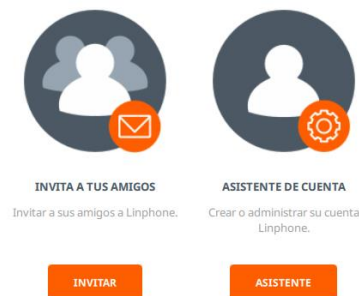 INVITA A TUS AMIGOS
Invitar a sus amigos a Linphone.
INVITAR
ASISTENTE DE CUENTA
Crear o administrar su cuenta
Linphone.
ASISTENTE